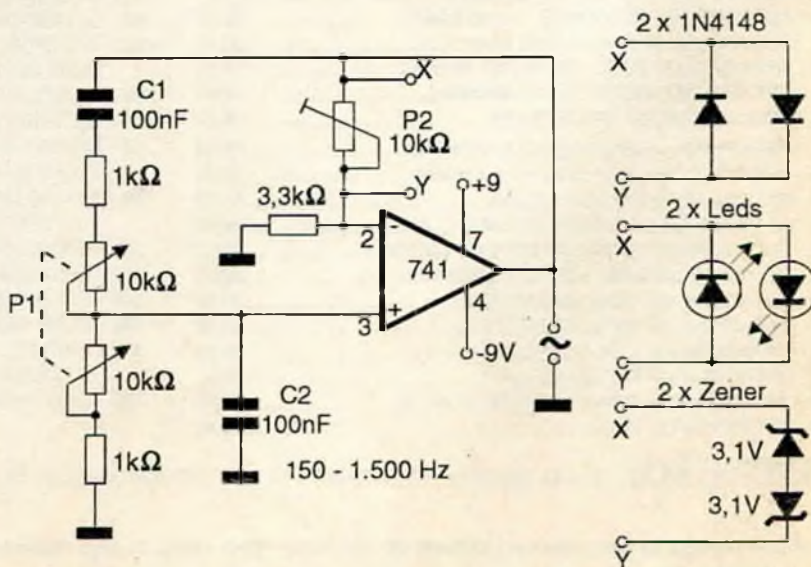 C1
100nF
1kΩ
10kΩ
P1
10kΩ
1kΩ
X
P2
10kΩ
Y
3,3kΩ
+9
2
-
7
741
4
3
+
-9V
~
C2
100nF
150 - 1.500 Hz
2 x 1N4148
X
Y
2 x Leds
X
Y
2 x Zener
X
3,1V
3,1V
Y